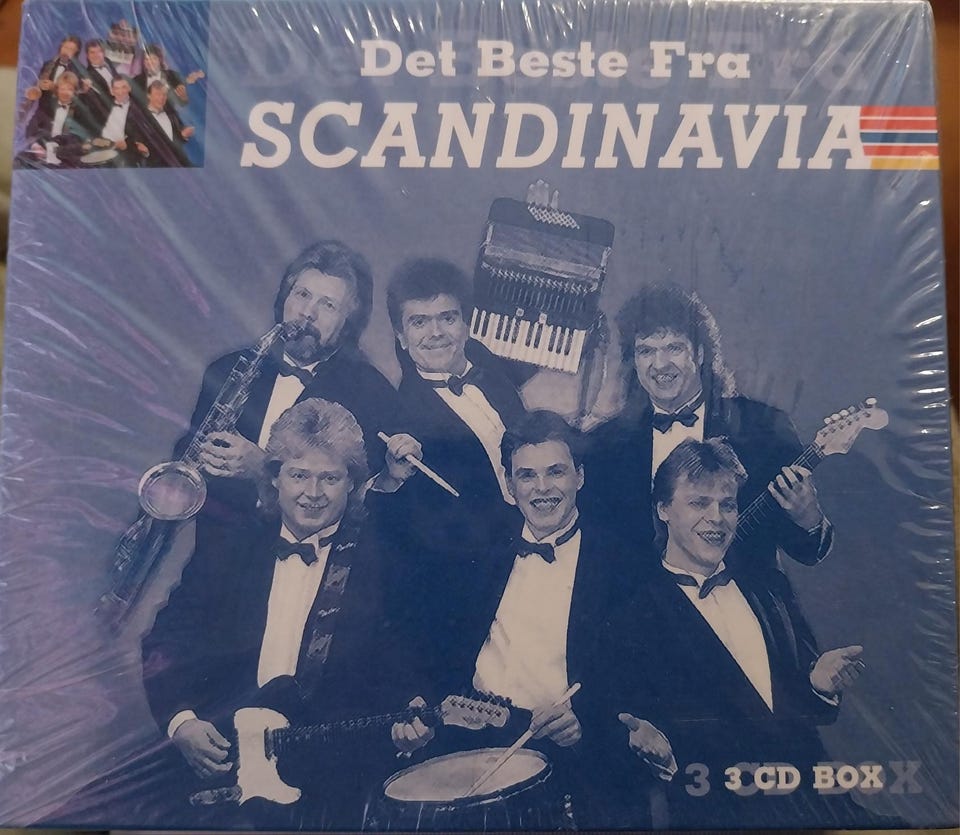 Det Beste Fra
SCANDINAVIA
3 CD BOX